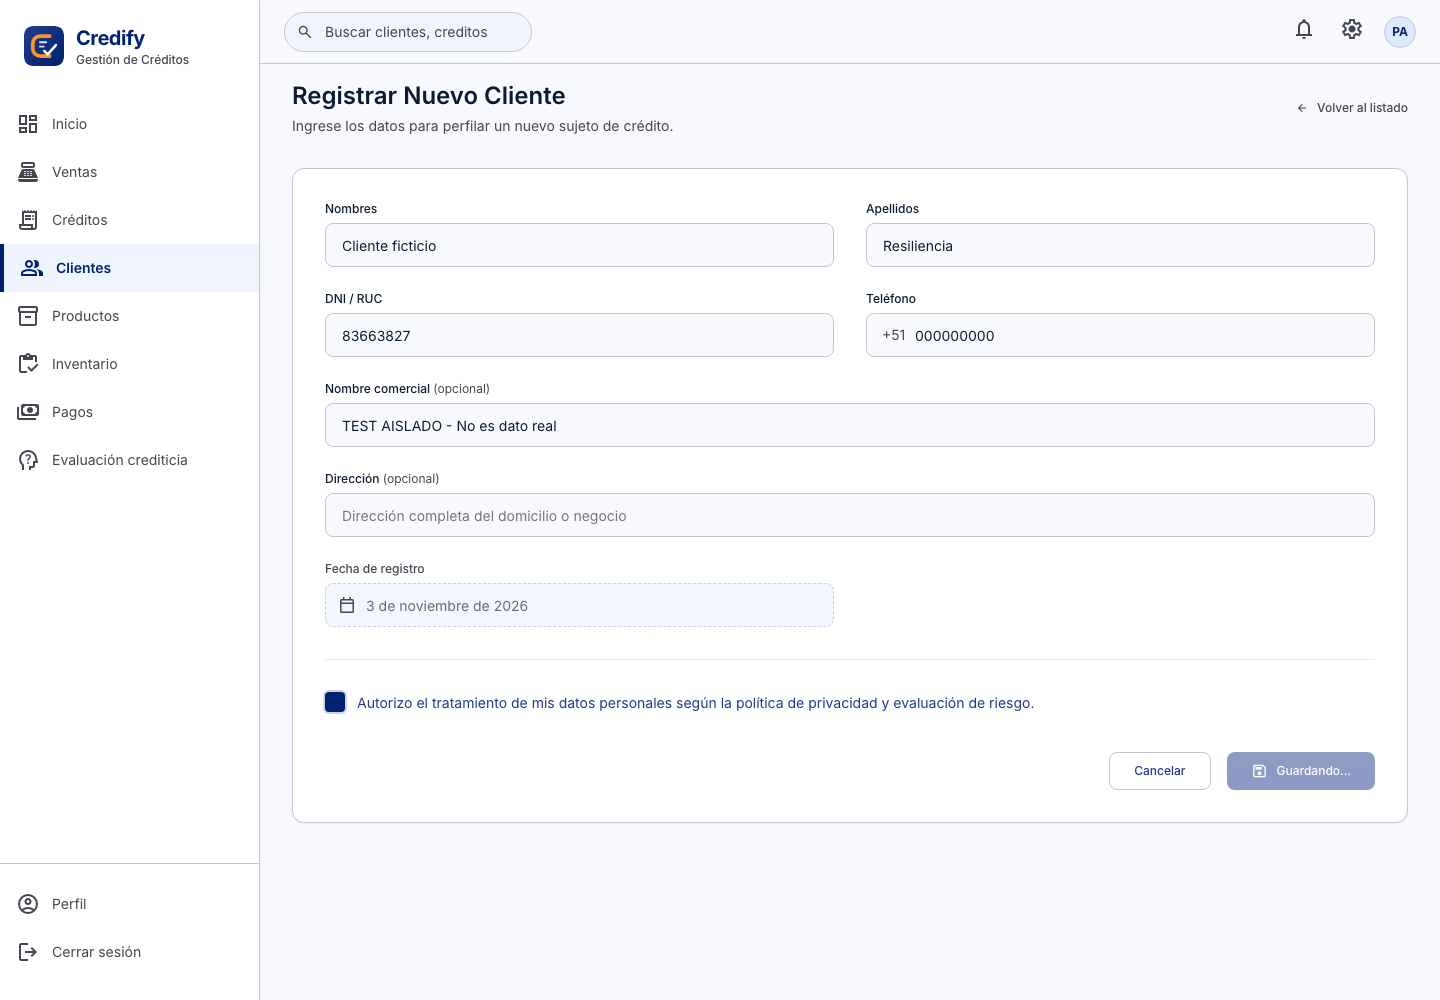 Credify
Gestión de Créditos
Inicio
Ventas
Créditos
Clientes
Productos
Inventario
Pagos
Evaluación crediticia
Perfil
Cerrar sesión
Buscar clientes, creditos
PA
Registrar Nuevo Cliente
Ingrese los datos para perfilar un nuevo sujeto de crédito.
Volver al listado
Nombres
Cliente ficticio
Apellidos
Resiliencia
DNI / RUC
83663827
Teléfono
+51 000000000
Nombre comercial (opcional)
TEST AISLADO - No es dato real
Dirección (opcional)
Dirección completa del domicilio o negocio
Fecha de registro
3 de noviembre de 2026
Autorizo el tratamiento de mis datos personales según la política de privacidad y evaluación de riesgo.
Cancelar
Guardando...